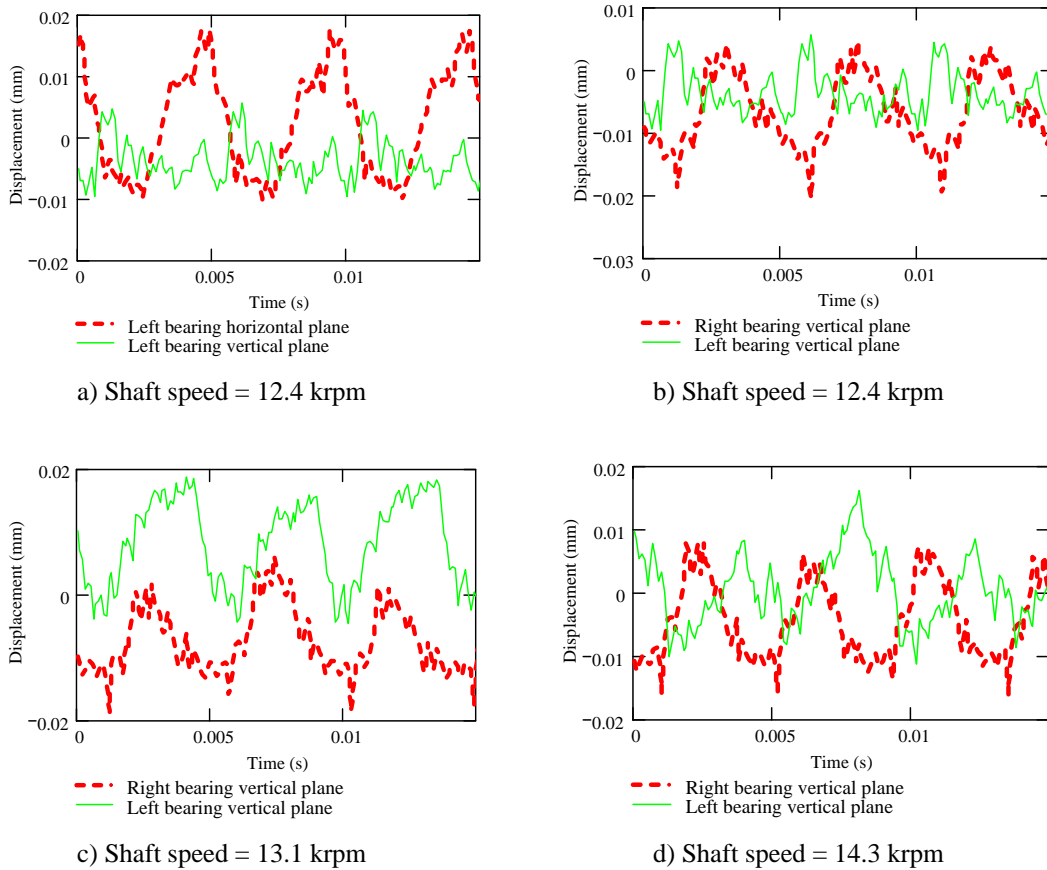 0.02
0.01
0
−0.01
−0.02
Displacement (mm)
0
0.005
0.01
Time (s)
Left bearing horizontal plane
Left bearing vertical plane
a) Shaft speed = 12.4 krpm
0.01
0
−0.01
−0.02
−0.03
Displacement (mm)
0
0.005
0.01
Time (s)
Right bearing vertical plane
Left bearing vertical plane
b) Shaft speed = 12.4 krpm
0.02
0
−0.02
Displacement (mm)
0
0.005
0.01
Time (s)
Right bearing vertical plane
Left bearing vertical plane
c) Shaft speed = 13.1 krpm
0.02
0.01
0
−0.01
−0.02
Displacement (mm)
0
0.005
0.01
Time (s)
Right bearing vertical plane
Left bearing vertical plane
d) Shaft speed = 14.3 krpm